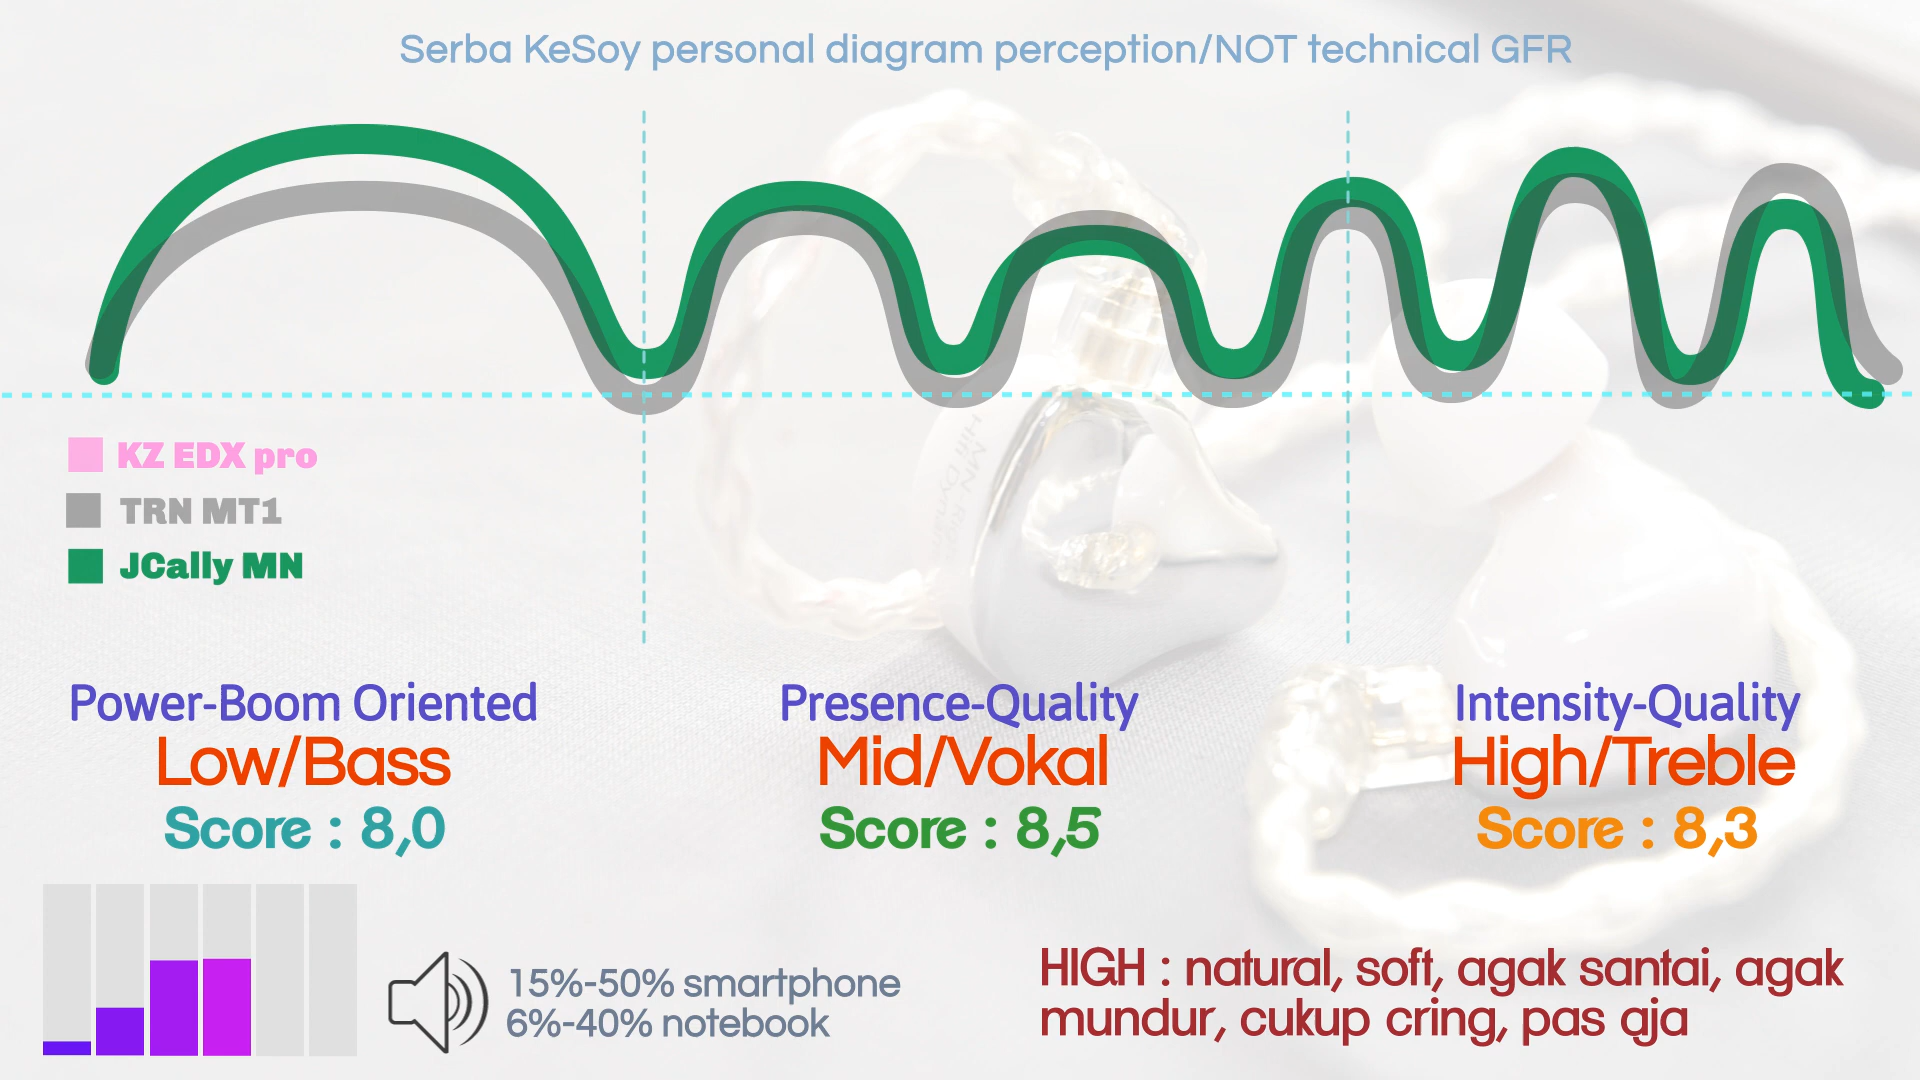 Serba KeSoy personal diagram perception/NOT technical GFR
KZ EDX pro
TRN MT1
JCally MN
Power-Boom Oriented
Low/Bass
Score : 8,0
Presence-Quality
Mid/Vokal
Score : 8,5
Intensity-Quality
High/Treble
Score : 8,3
15%-50% smartphone
6%-40% notebook
HIGH : natural, soft, agak santai, agak
mundur, cukup cring, pas aja